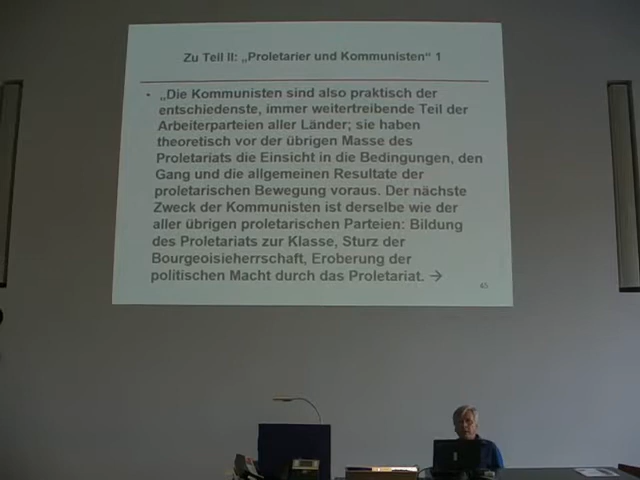 Zu Teil II: „Proletarier und Kommunisten“ 1
• „Die Kommunisten sind also praktisch der
entschiedenste, immer weitertreibende Teil der
Arbeiterparteien aller Länder; sie haben
theoretisch vor der übrigen Masse des
Proletariats die Einsicht in die Bedingungen, den
Gang und die allgemeinen Resultate der
proletarischen Bewegung voraus. Der nächste
Zweck der Kommunisten ist derselbe wie der
aller übrigen proletarischen Parteien: Bildung
des Proletariats zur Klasse, Sturz der
Bourgeoisieherrschaft, Eroberung der
politischen Macht durch das Proletariat. →